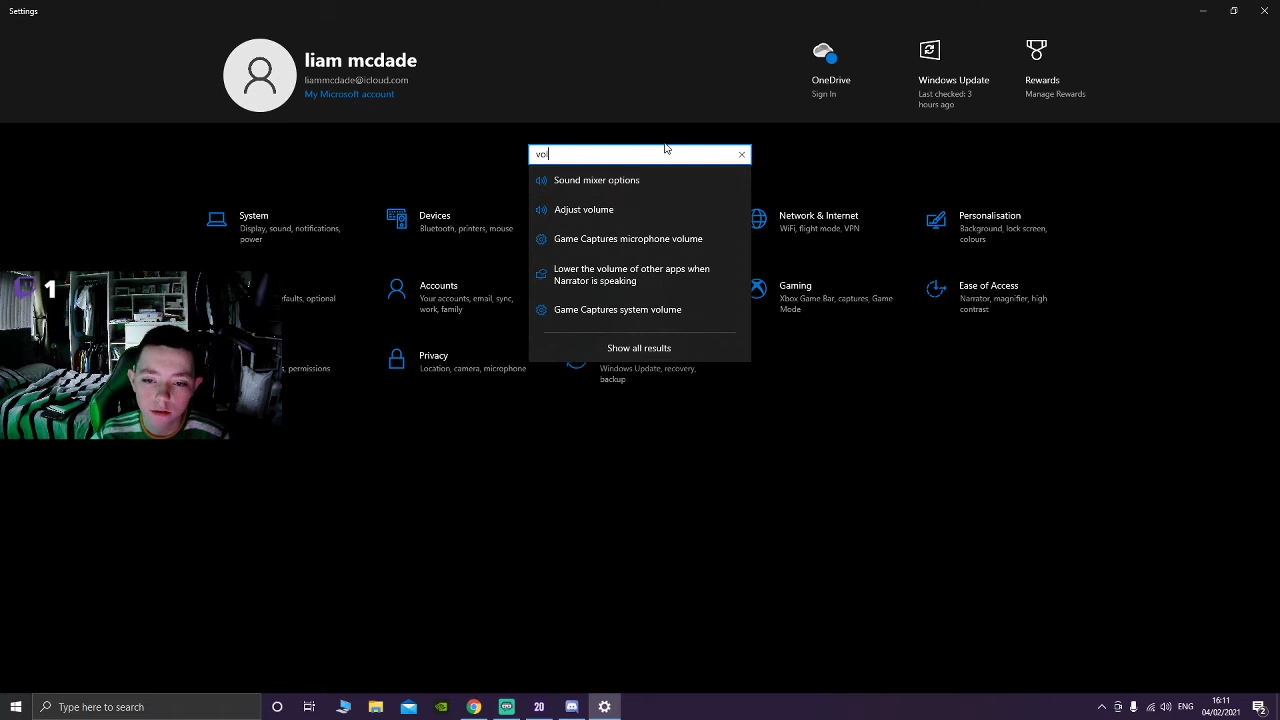 Settings
liam mcdade
liammcdade@icloud.com
My Microsoft account
OneDrive
Sign In
Windows Update
Last checked: 3
hours ago
Rewards
Manage Rewards
vol
Sound mixer options
Adjust volume
Game Captures microphone volume
Lower the volume of other apps when
Narrator is speaking
Game Captures system volume
Show all results
System
Display, sound, notifications,
power
Devices
Bluetooth, printers, mouse
Network & Internet
WiFi, flight mode, VPN
Personalisation
Background, lock screen,
colours
efaults, optional
Accounts
Your accounts, email, sync,
work, family
Gaming
Xbox Game Bar, captures, Game
Mode
Ease of Access
Narrator, magnifier, high
contrast
1
s, permissions
Privacy
Location, camera, microphone
Windows Update, recovery,
backup
Type here to search
20
ENG
16:11
04/02/2021